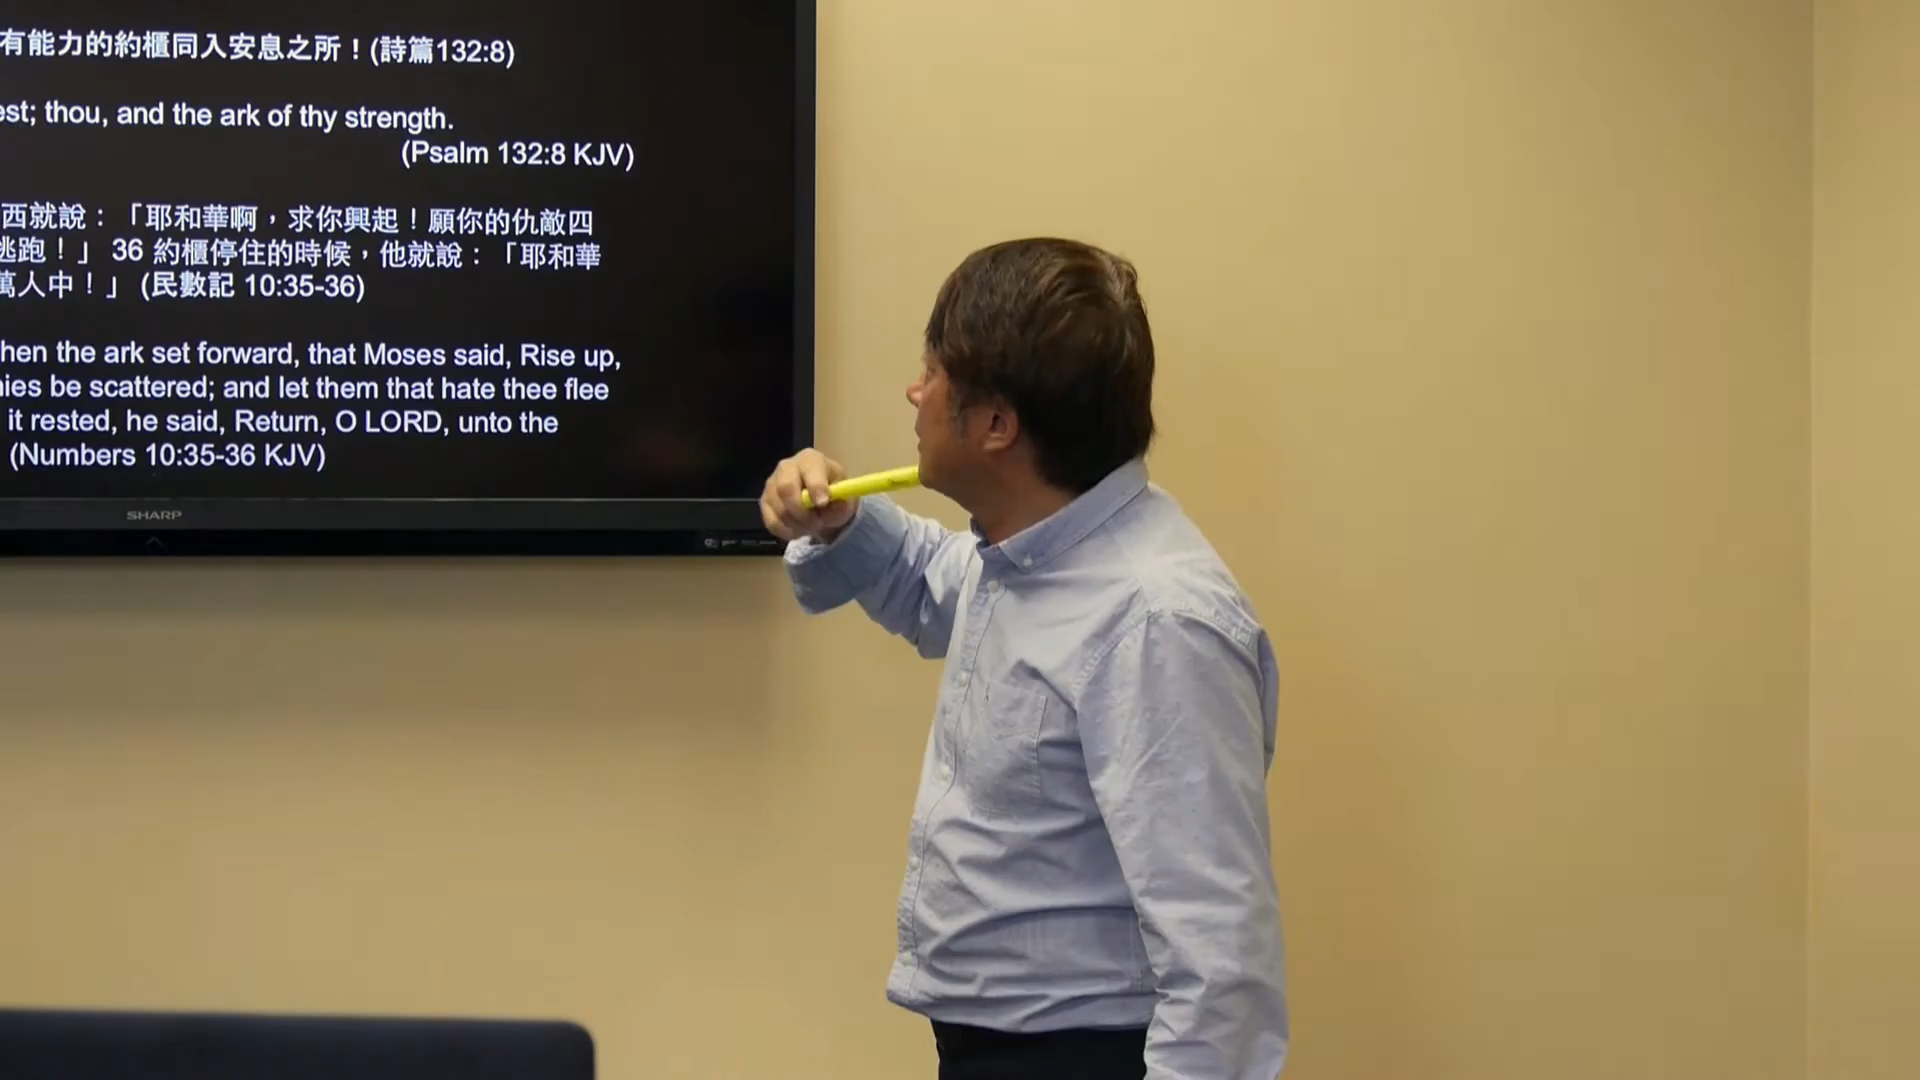 有能力的約櫃同入安息之所！(詩篇132:8)
est; thou, and the ark of thy strength.
(Psalm 132:8 KJV)
西就說：「耶和華啊，求你興起！願你的仇敵四
逃跑！」 36 約櫃停住的時候，他就說：「耶和華
萬人中！」 (民數記 10:35-36)
hen the ark set forward, that Moses said, Rise up,
nies be scattered; and let them that hate thee flee
it rested, he said, Return, O LORD, unto the
(Numbers 10:35-36 KJV)
SHARP